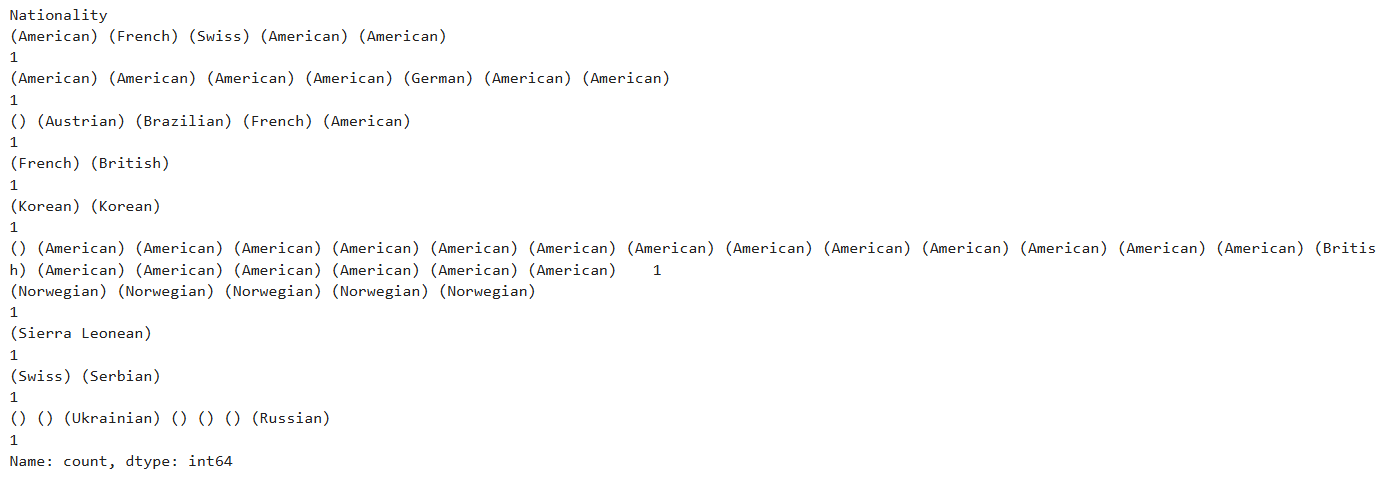 Nationality
(American) (French) (Swiss) (American) (American)
1
(American) (American) (American) (American) (German) (American) (American)
1
() (Austrian) (Brazilian) (French) (American)
1
(French) (British)
1
(Korean) (Korean)
1
() (American) (American) (American) (American) (American) (American) (American) (American) (American) (American) (American) (American) (American) (Britis
h) (American) (American) (American) (American) (American) (American)    1
(Norwegian) (Norwegian) (Norwegian) (Norwegian) (Norwegian)
1
(Sierra Leonean)
1
(Swiss) (Serbian)
1
() () (Ukrainian) () () () (Russian)
1
Name: count, dtype: int64